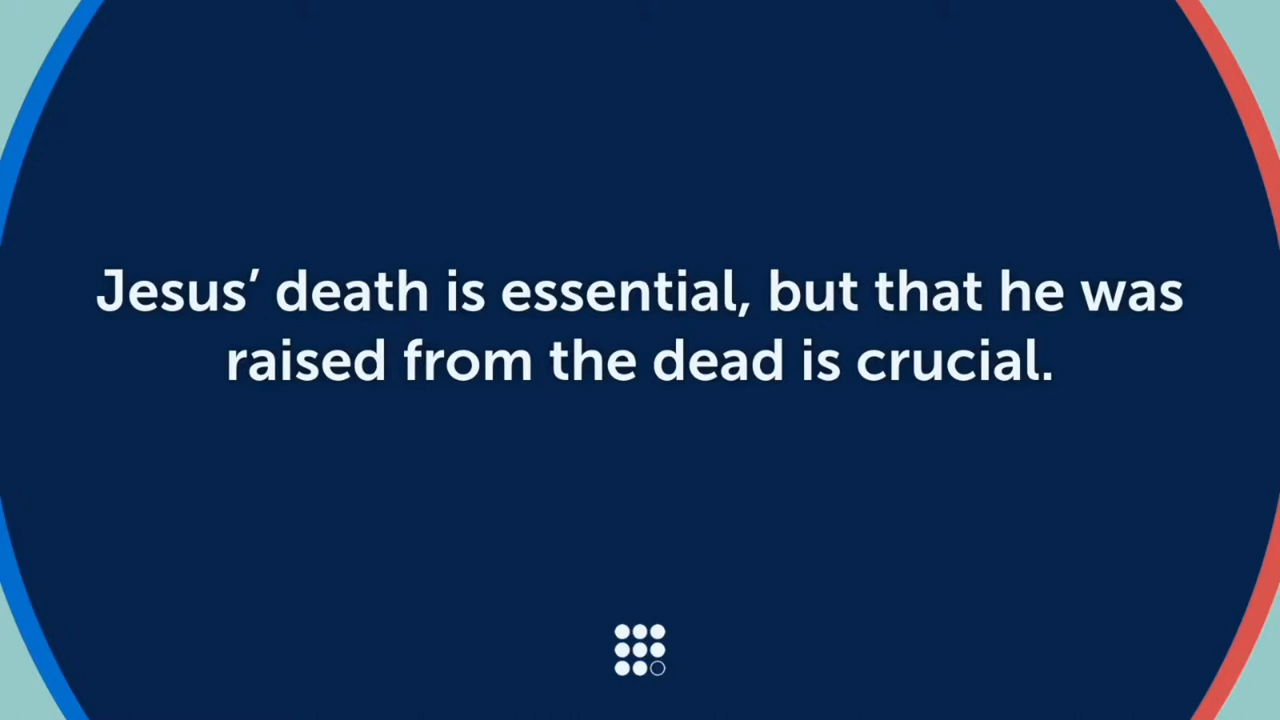 Jesus’ death is essential, but that he was
raised from the dead is crucial.